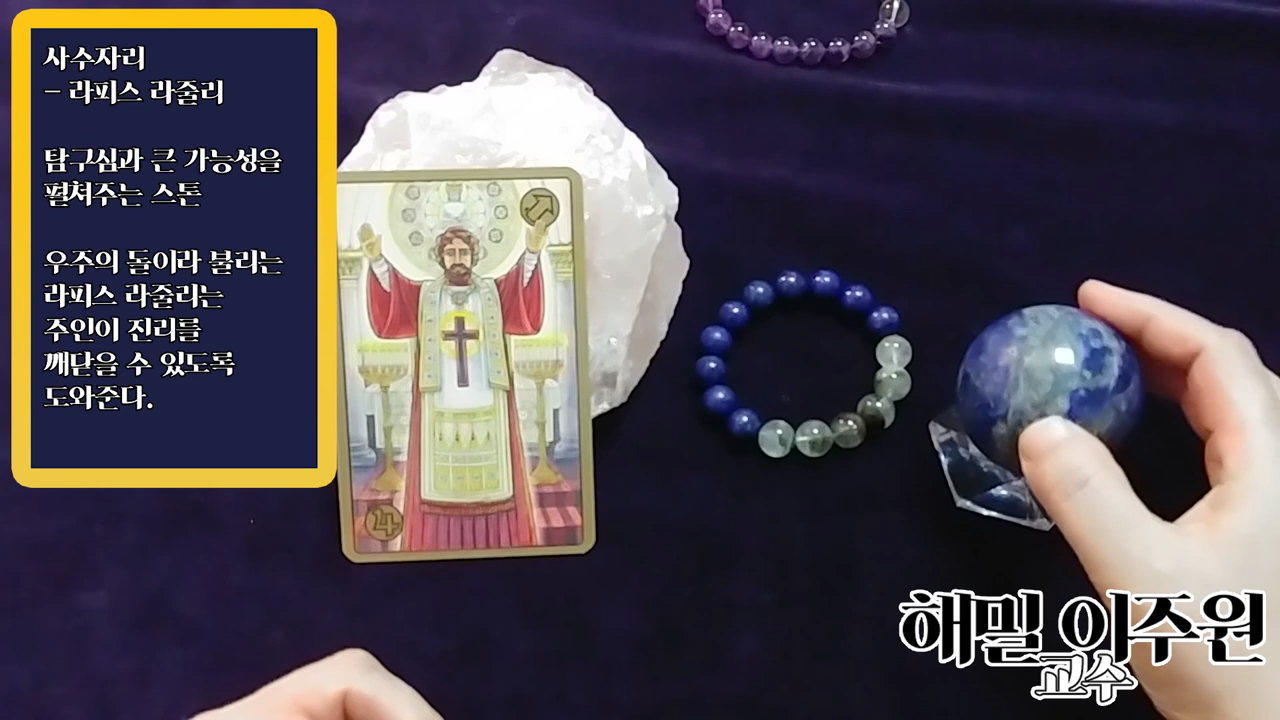 사수자리
- 라피스 라줄리
탐구심과 큰 가능성을
펼쳐주는 스톤
우주의 돌이라 불리는
라피스 라줄리는
주인이 진리를
깨닫을 수 있도록
도와준다.
해밀 이주원
교수